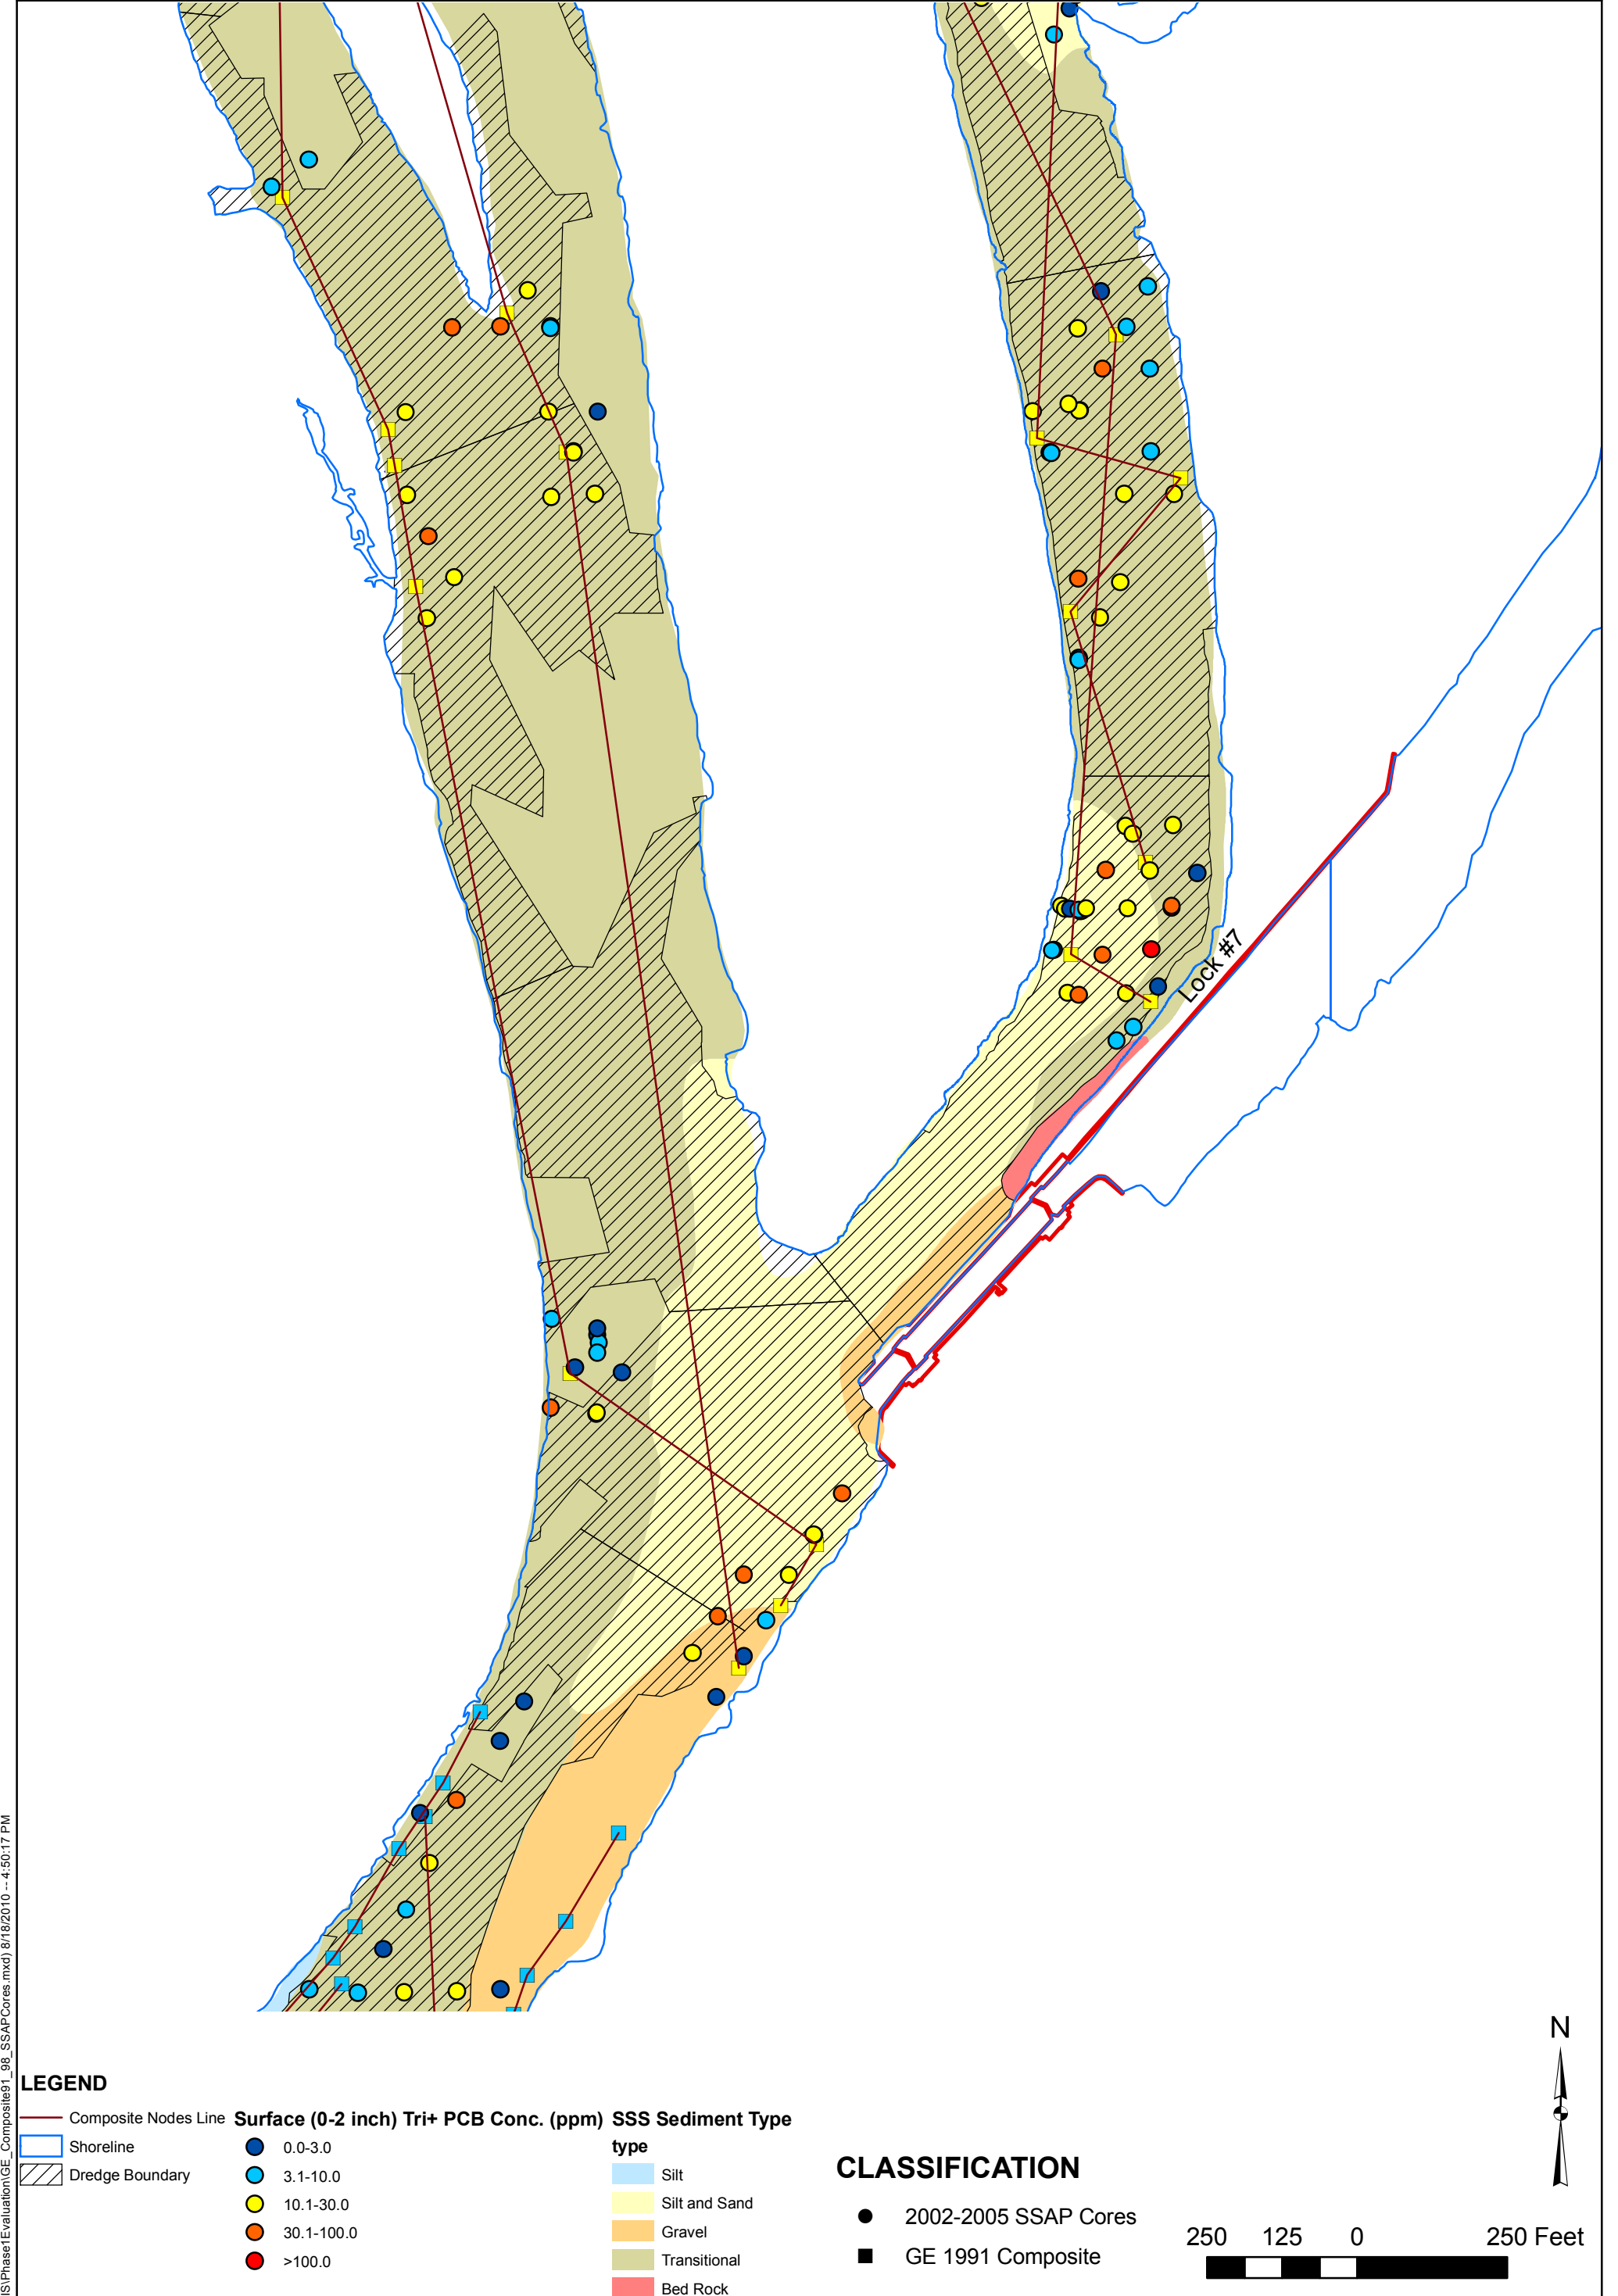 Lock #7
IS\Phase1Evaluation\GE_Composite91_98_SSAPCores.mxd) 8/18/2010 -- 4:50:17 PM
N
LEGEND
Composite Nodes Line
Shoreline
Dredge Boundary
Surface (0-2 inch) Tri+ PCB Conc. (ppm)
0.0-3.0
3.1-10.0
10.1-30.0
30.1-100.0
>100.0
SSS Sediment Type
type
Silt
Silt and Sand
Gravel
Transitional
Bed Rock
CLASSIFICATION
2002-2005 SSAP Cores
GE 1991 Composite
250 125 0 250 Feet